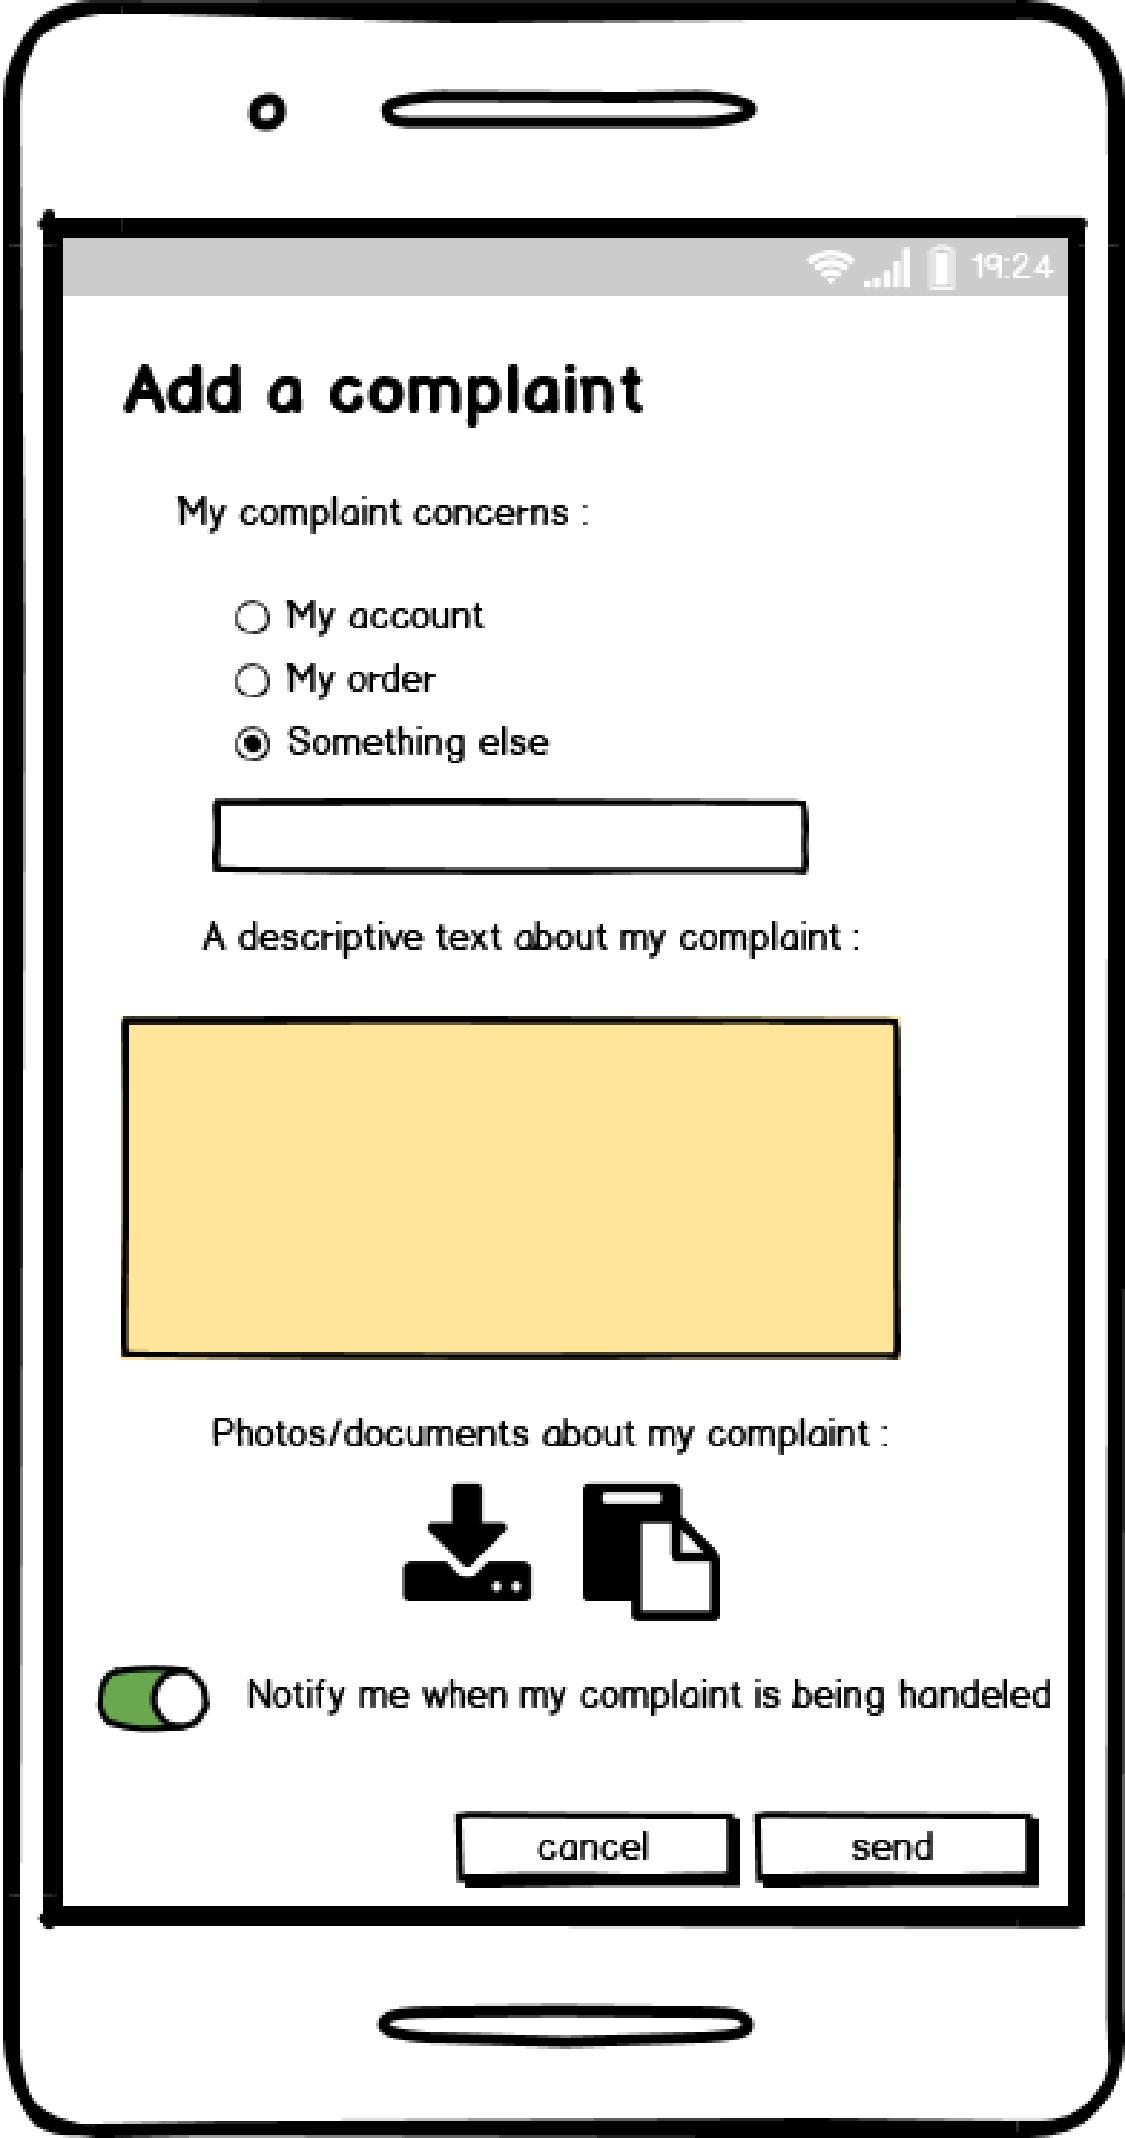 19:24
Add a complaint
My complaint concerns :
My account
My order
Something else
A descriptive text about my complaint :
Photos/documents about my complaint :
Notify me when my complaint is being handeled
cancel send